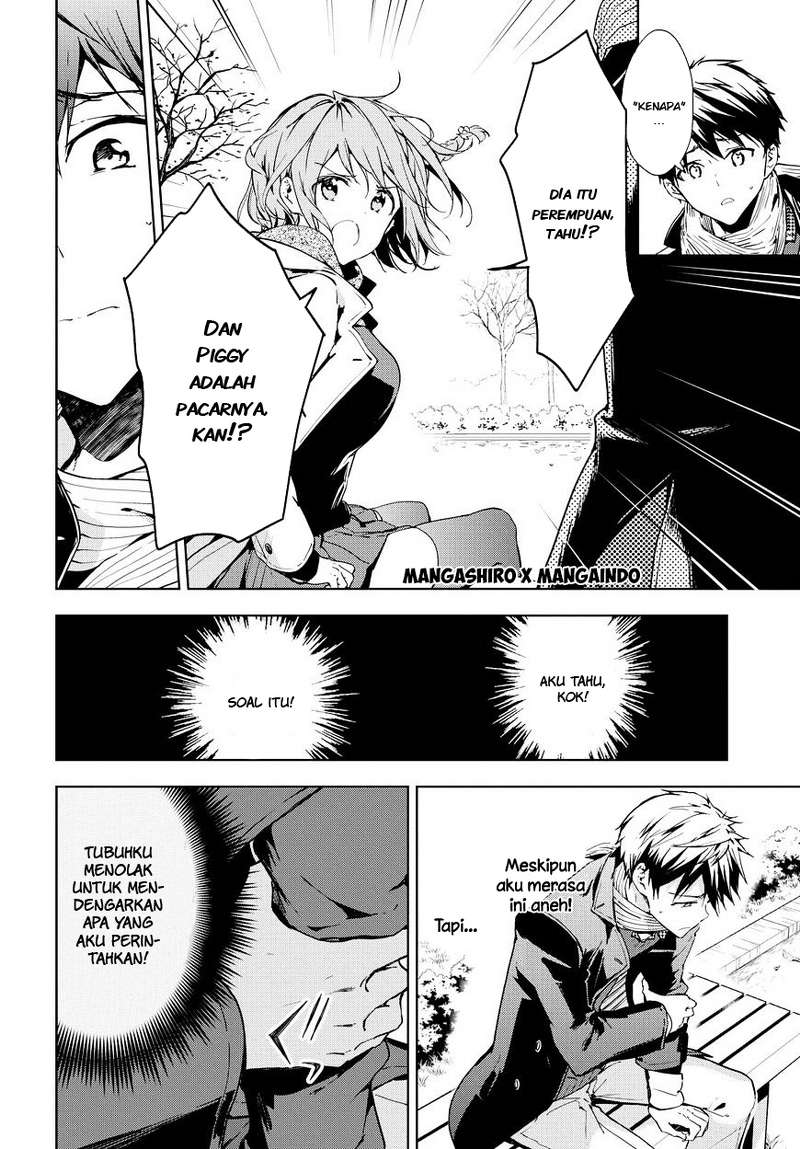 "KENAPA"
...
DIA ITU
PEREMPUAN,
TAHU!?
DAN
PIGGY
ADALAH
PACARNYA,
KAN!?
MANGASHIRO X MANGAINDO
AKU TAHU,
KOK!
SOAL ITU!
Meskipun
aku merasa
ini aneh!
Tapi...
TUBUHKU
MENOLAK
UNTUK MEN-
DENGARKAN
APA YANG
AKU PERIN-
TAHKAN!